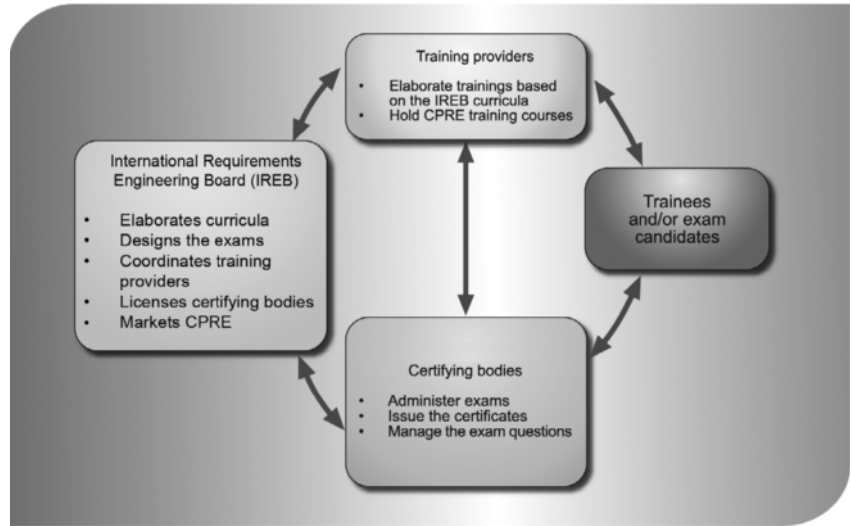 Training providers
• Elaborate trainings based
on the IREB curricula
• Hold CPRE training courses
International Requirements
Engineering Board (IREB)
• Elaborates curricula
• Designs the exams
• Coordinates training
providers
• Licenses certifying bodies
• Markets CPRE
Trainees
and/or exam
candidates
Certifying bodies
• Administer exams
• Issue the certificates
• Manage the exam questions